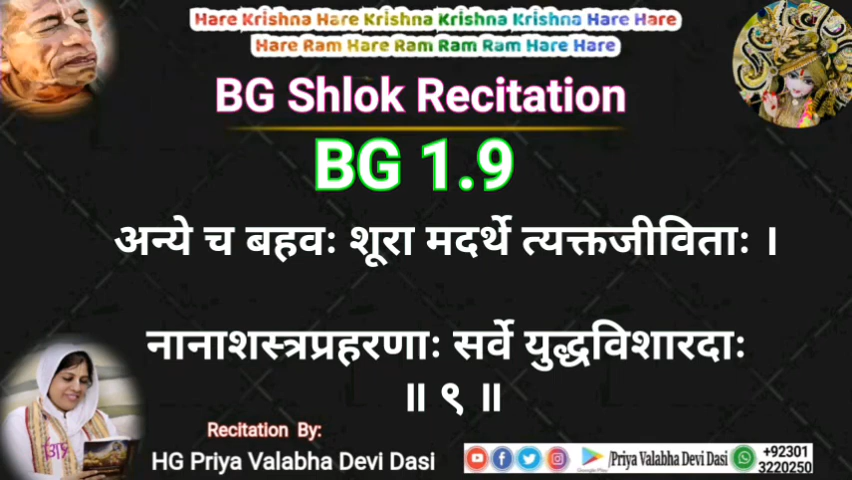 Hare Krishna Hare Krishna Krishna Krishna Hare Hare
Hare Ram Hare Ram Ram Ram Hare Hare
BG Shlok Recitation
BG 1.9
अन्ये च बहवः शूरा मदर्थे त्यक्तजीविताः ।
नानाशस्त्रप्रहरणाः सर्वे युद्धविशारदाः
॥ ९ ॥
Recitation By:
HG Priya Valabha Devi Dasi
Google Play
/Priya Valabha Devi Dasi
+92301
3220250